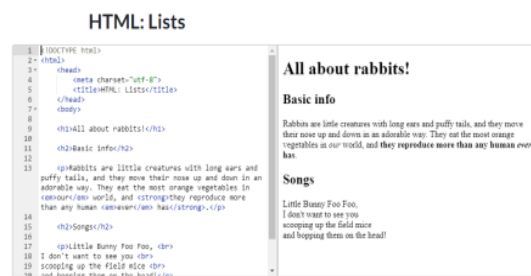 HTML: Lists
1 <!DOCTYPE html>
2 <html>
3 <head>
4 <meta charset="utf-8">
5 <title>HTML: Lists</title>
6 </head>
7 <body>
8
9 <h1>All about rabbits!</h1>
10
11 <h2>Basic info</h2>
12
13 <p>Rabbits are little creatures with long ears and
puffy tails, and they move their nose up and down in an
adorable way. They eat the most orange vegetables in
<em>our</em> world, and <strong>they reproduce more
than any human <em>ever</em> has</strong>.</p>
14
15 <h2>Songs</h2>
16
17 <p>Little Bunny Foo Foo, <br>
18 I don't want to see you <br>
19 scooping up the field mice <br>
20 and bopping them on the head!</p>
All about rabbits!
Basic info
Rabbits are little creatures with long ears and puffy tails, and they move
their nose up and down in an adorable way. They eat the most orange
vegetables in our world, and they reproduce more than any human ever
has.
Songs
Little Bunny Foo Foo,
I don't want to see you
scooping up the field mice
and bopping them on the head!